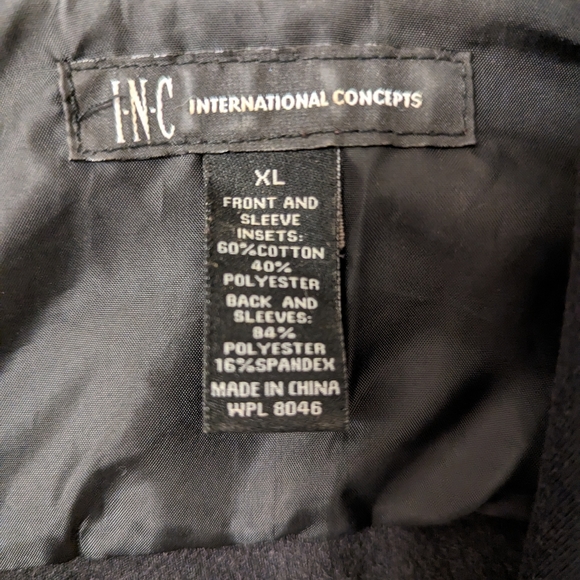 I·N·C INTERNATIONAL CONCEPTS
XL
FRONT AND
SLEEVE
INSETS:
60%COTTON
40%
POLYESTER
BACK AND
SLEEVES:
84%
POLYESTER
16%SPANDEX
MADE IN CHINA
WPL 8046